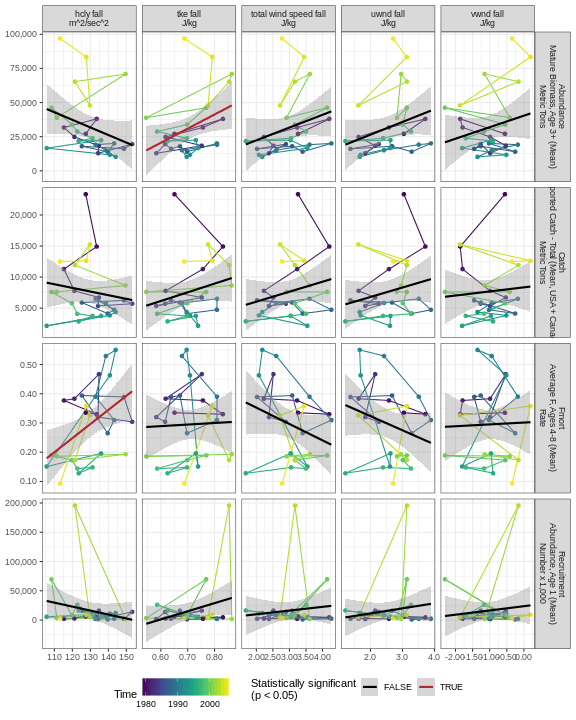 hdy fall
m^2/sec^2
tke fall
J/kg
total wind speed fall
J/kg
uwnd fall
J/kg
vwnd fall
J/kg
100,000
75,000
50,000
25,000
0
Abundance
Mature Biomass, Age 3+ (Mean)
Metric Tons
20,000
15,000
10,000
5,000
Catch
ported Catch - Total (Mean, USA + Cana
Metric Tons
0.50
0.40
0.30
0.20
0.10
Fmort
Average F, Ages 4-8 (Mean)
Rate
200,000
150,000
100,000
50,000
0
Recruitment
Abundance, Age 1 (Mean)
Number x 1,000
110 120 130 140 150
0.60 0.70 0.80
2.00 2.50 3.00 3.50 4.00
2.0 3.0 4.0
-2.00 -1.50 -1.00 -0.50 0.00
Time
1980 1990 2000
Statistically significant
(p < 0.05)
FALSE
TRUE